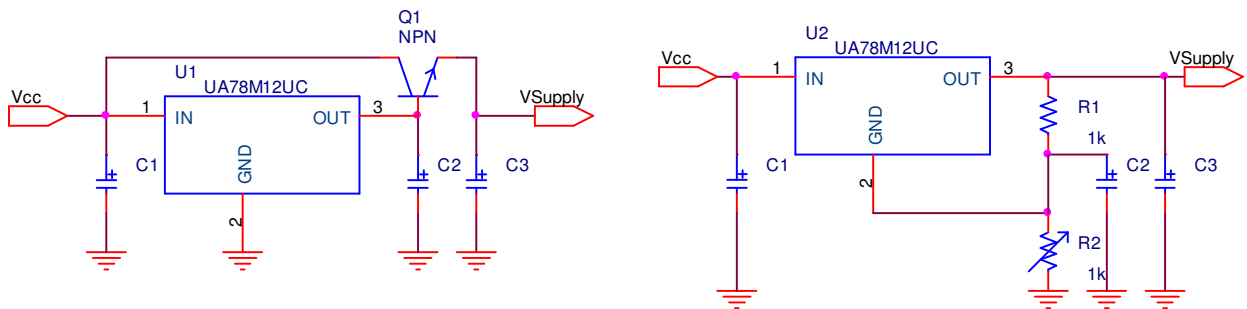 Q1
NPN
U1
UA78M12UC
Vcc
1
IN
OUT
3
VSupply
GND
C1
C2
C3
2
U2
UA78M12UC
Vcc
1
IN
OUT
3
VSupply
R1
GND
1k
C1
C2
C3
2
R2
1k